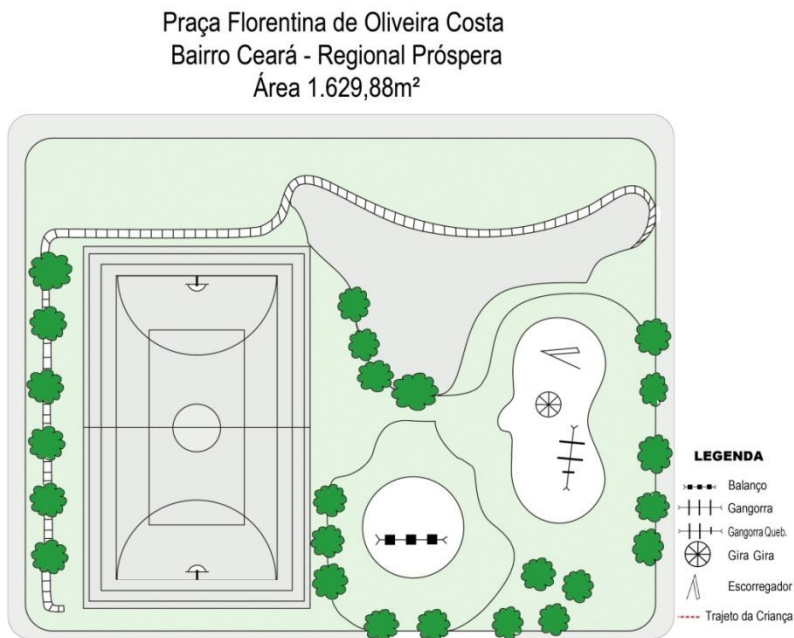 Praça Florentina de Oliveira Costa
Bairro Ceará - Regional Próspera
Área 1.629,88m²
LEGENDA
Balanço
Gangorra
Gangorra Queb.
Gira Gira
Escorregador
Trajeto da Criança